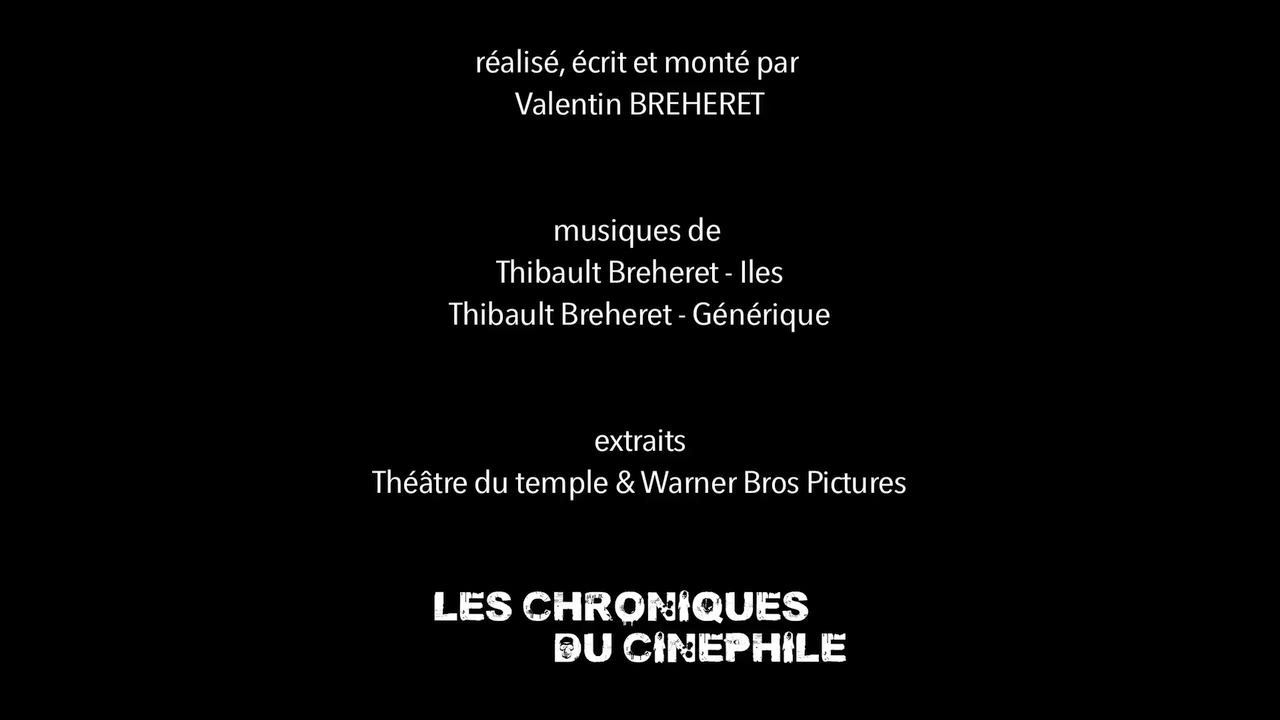 réalisé, écrit et monté par
Valentin BREHERET
musiques de
Thibault Breheret - Iles
Thibault Breheret - Générique
extraits
Théâtre du temple & Warner Bros Pictures
LES CHRONIQUES
DU CINEPHILE